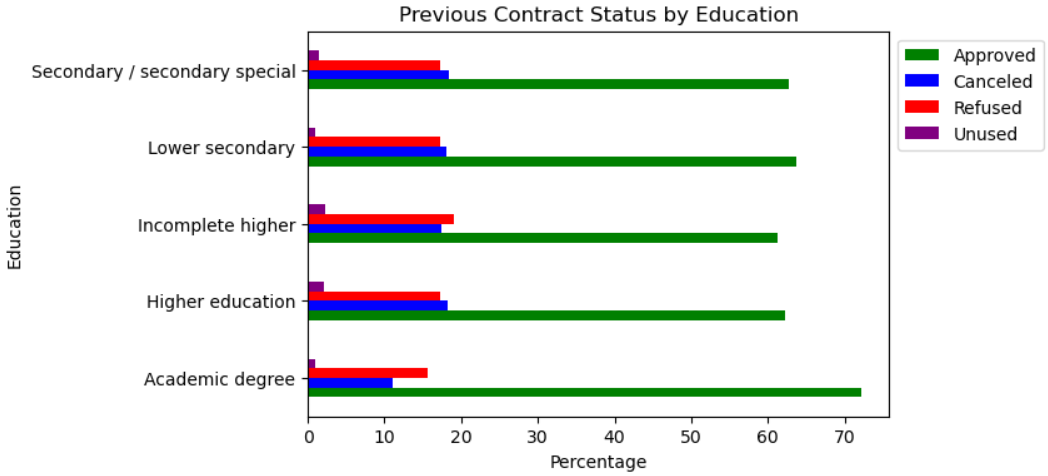 Previous Contract Status by Education
Secondary / secondary special
Lower secondary
Incomplete higher
Higher education
Academic degree
Education
0 10 20 30 40 50 60 70
Percentage
Approved
Canceled
Refused
Unused